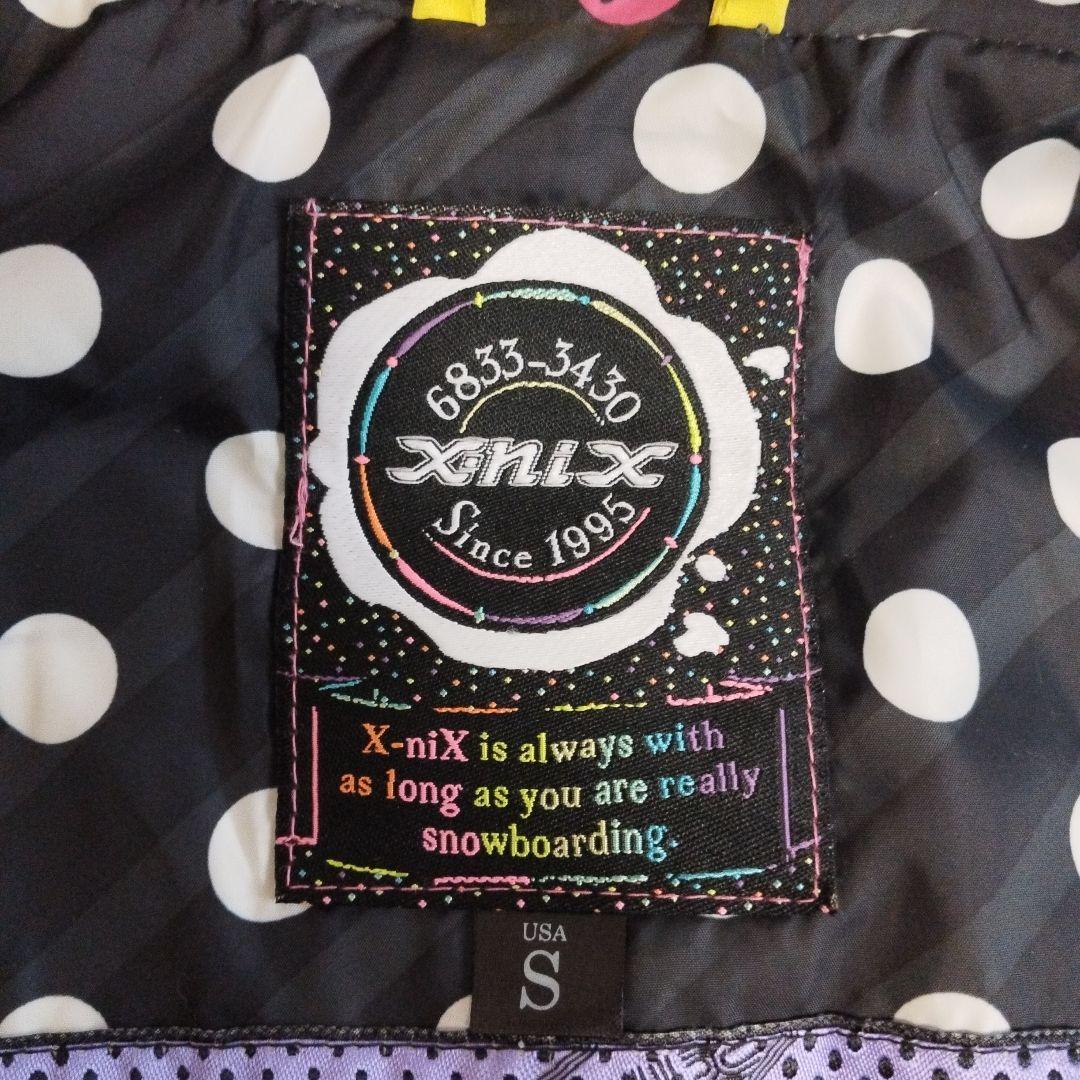 6833-3430
X-niX
Since 1995
X-niX is always with
as long as you are really
snowboarding.
USA
S